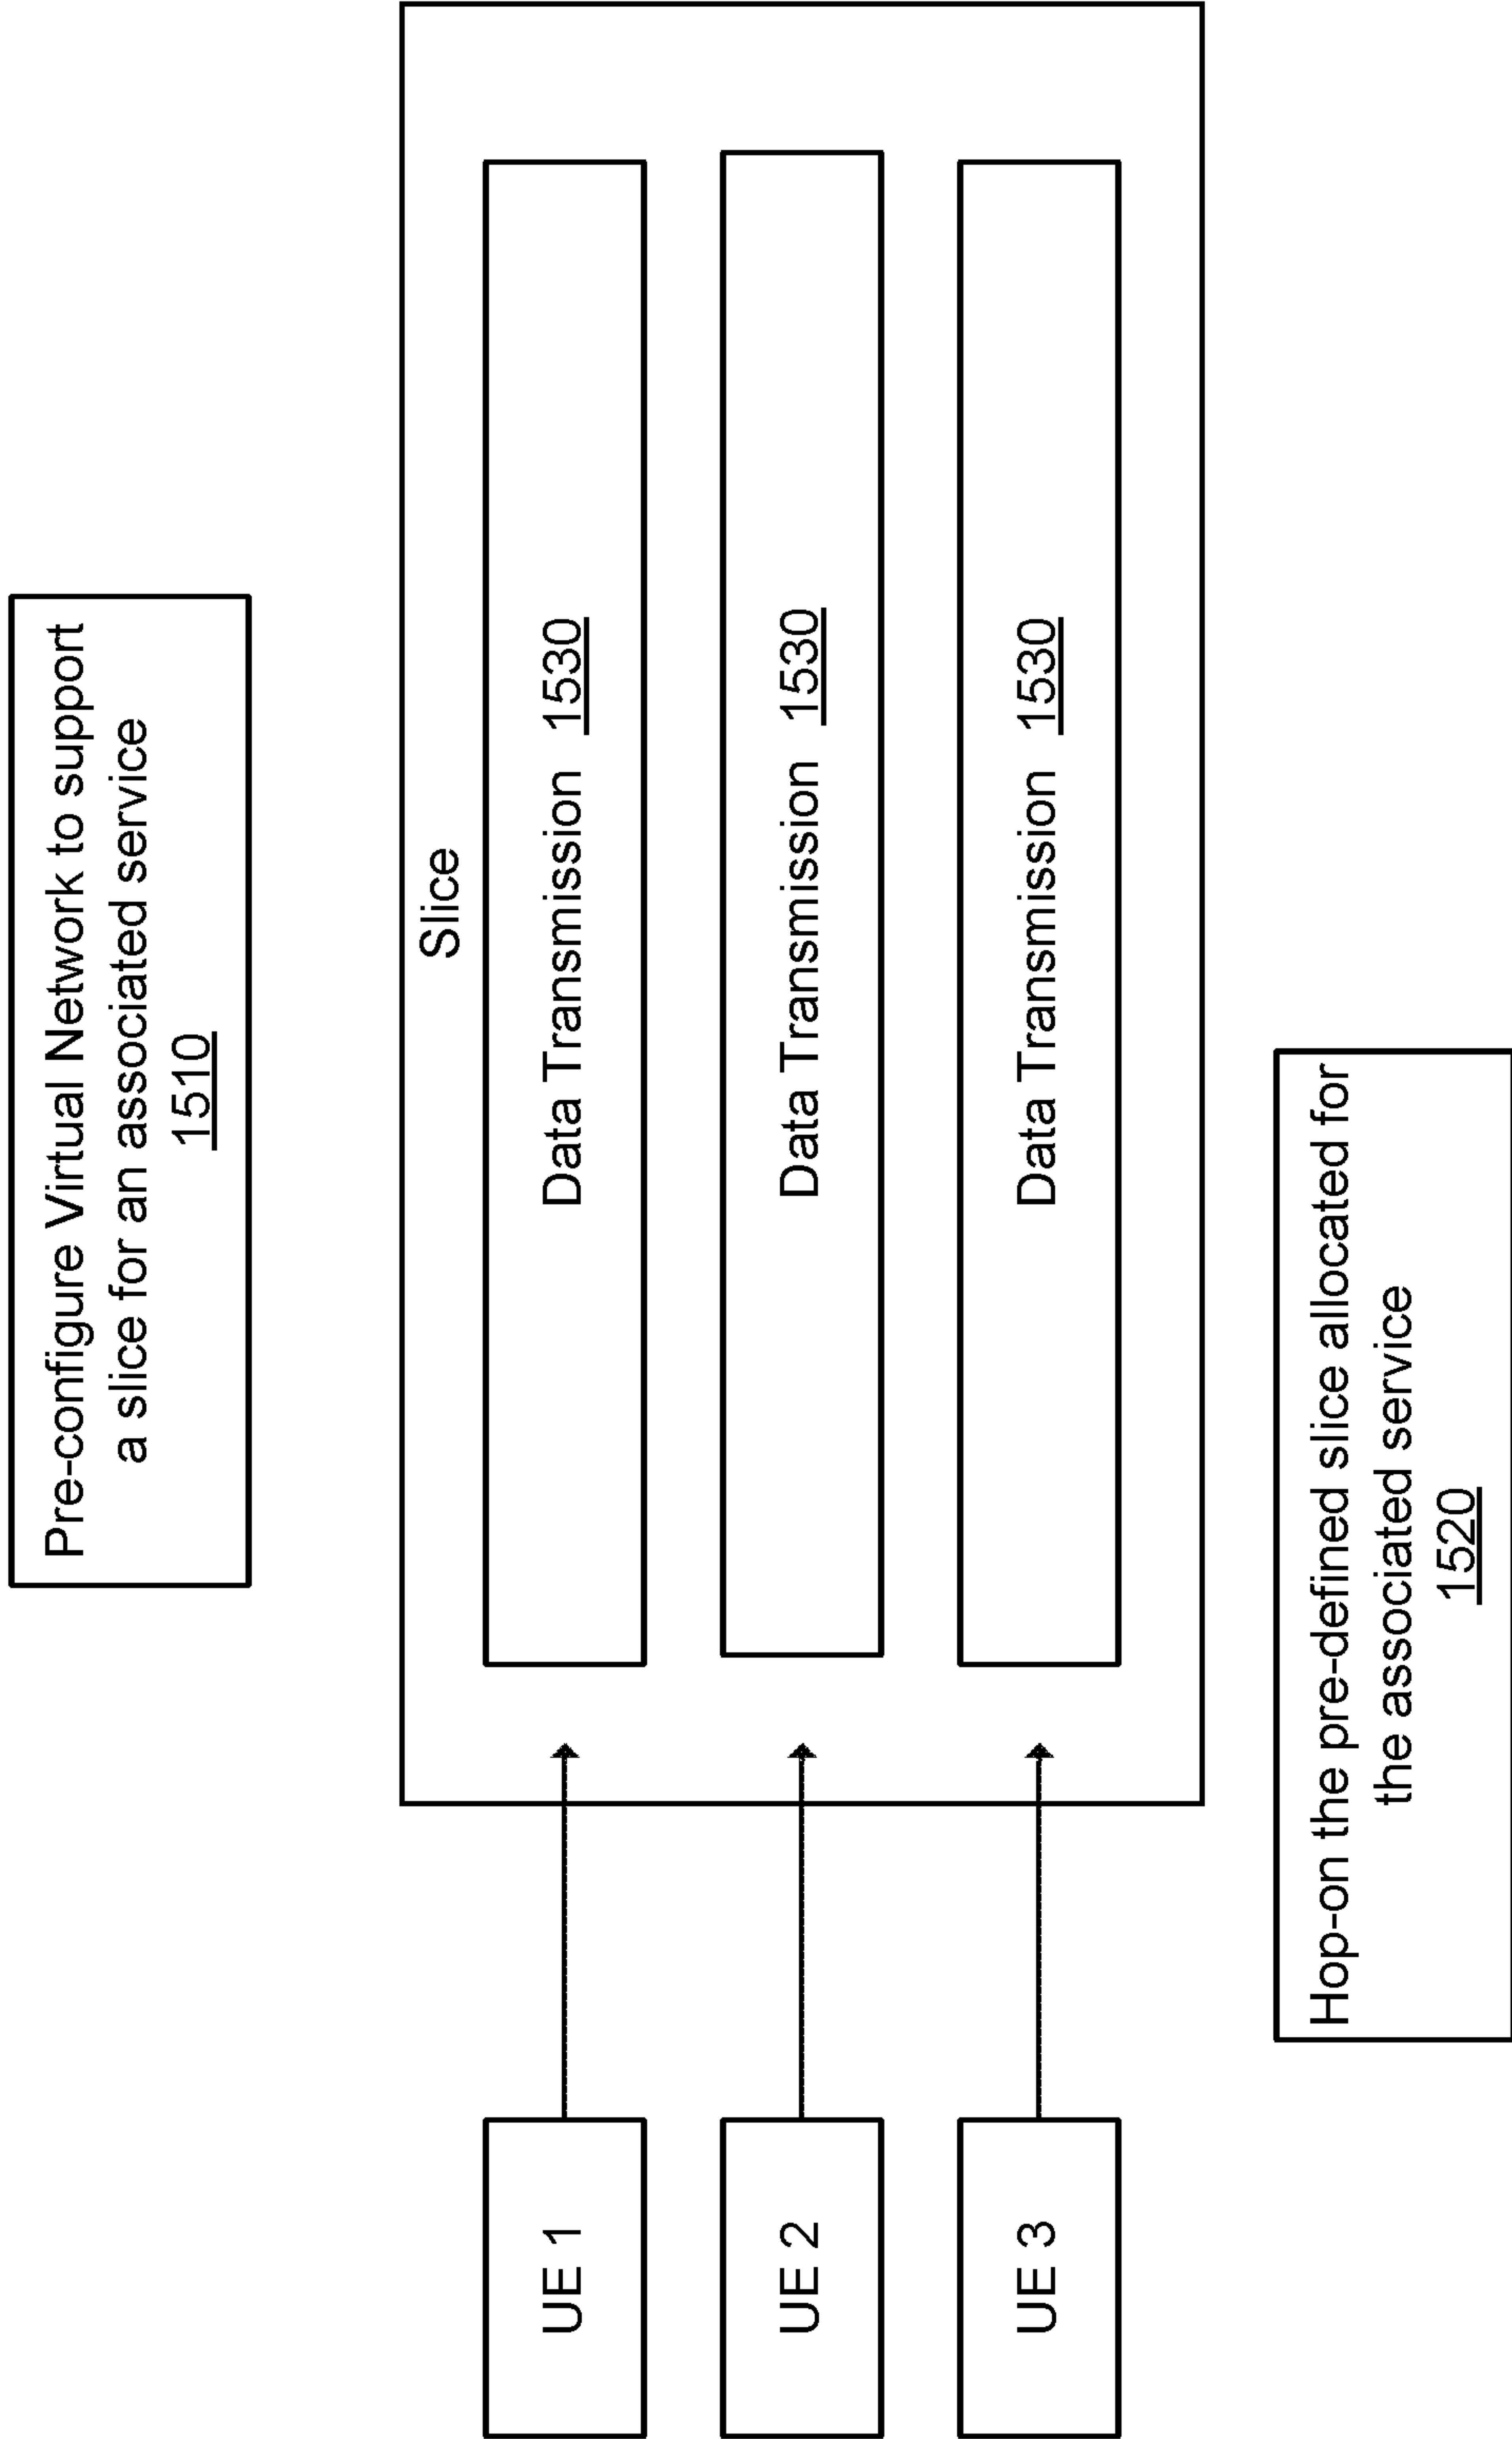 Pre-configure Virtual Network to support
a slice for an associated service
1510
Slice
UE 1
Data Transmission 1530
UE 2
Data Transmission 1530
UE 3
Data Transmission 1530
Hop-on the pre-defined slice allocated for
the associated service
1520